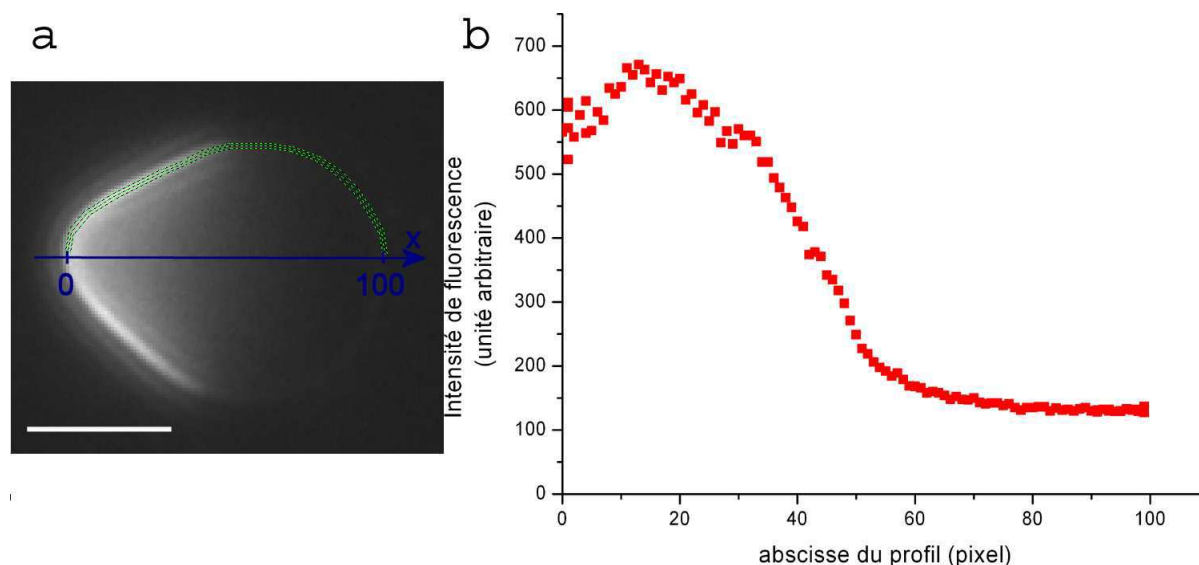 a
x
0
100
b
Intensité de fluorescence
(unité arbitraire)
700
600
500
400
300
200
100
0
0
20
40
60
80
100
abscisse du profil (pixel)